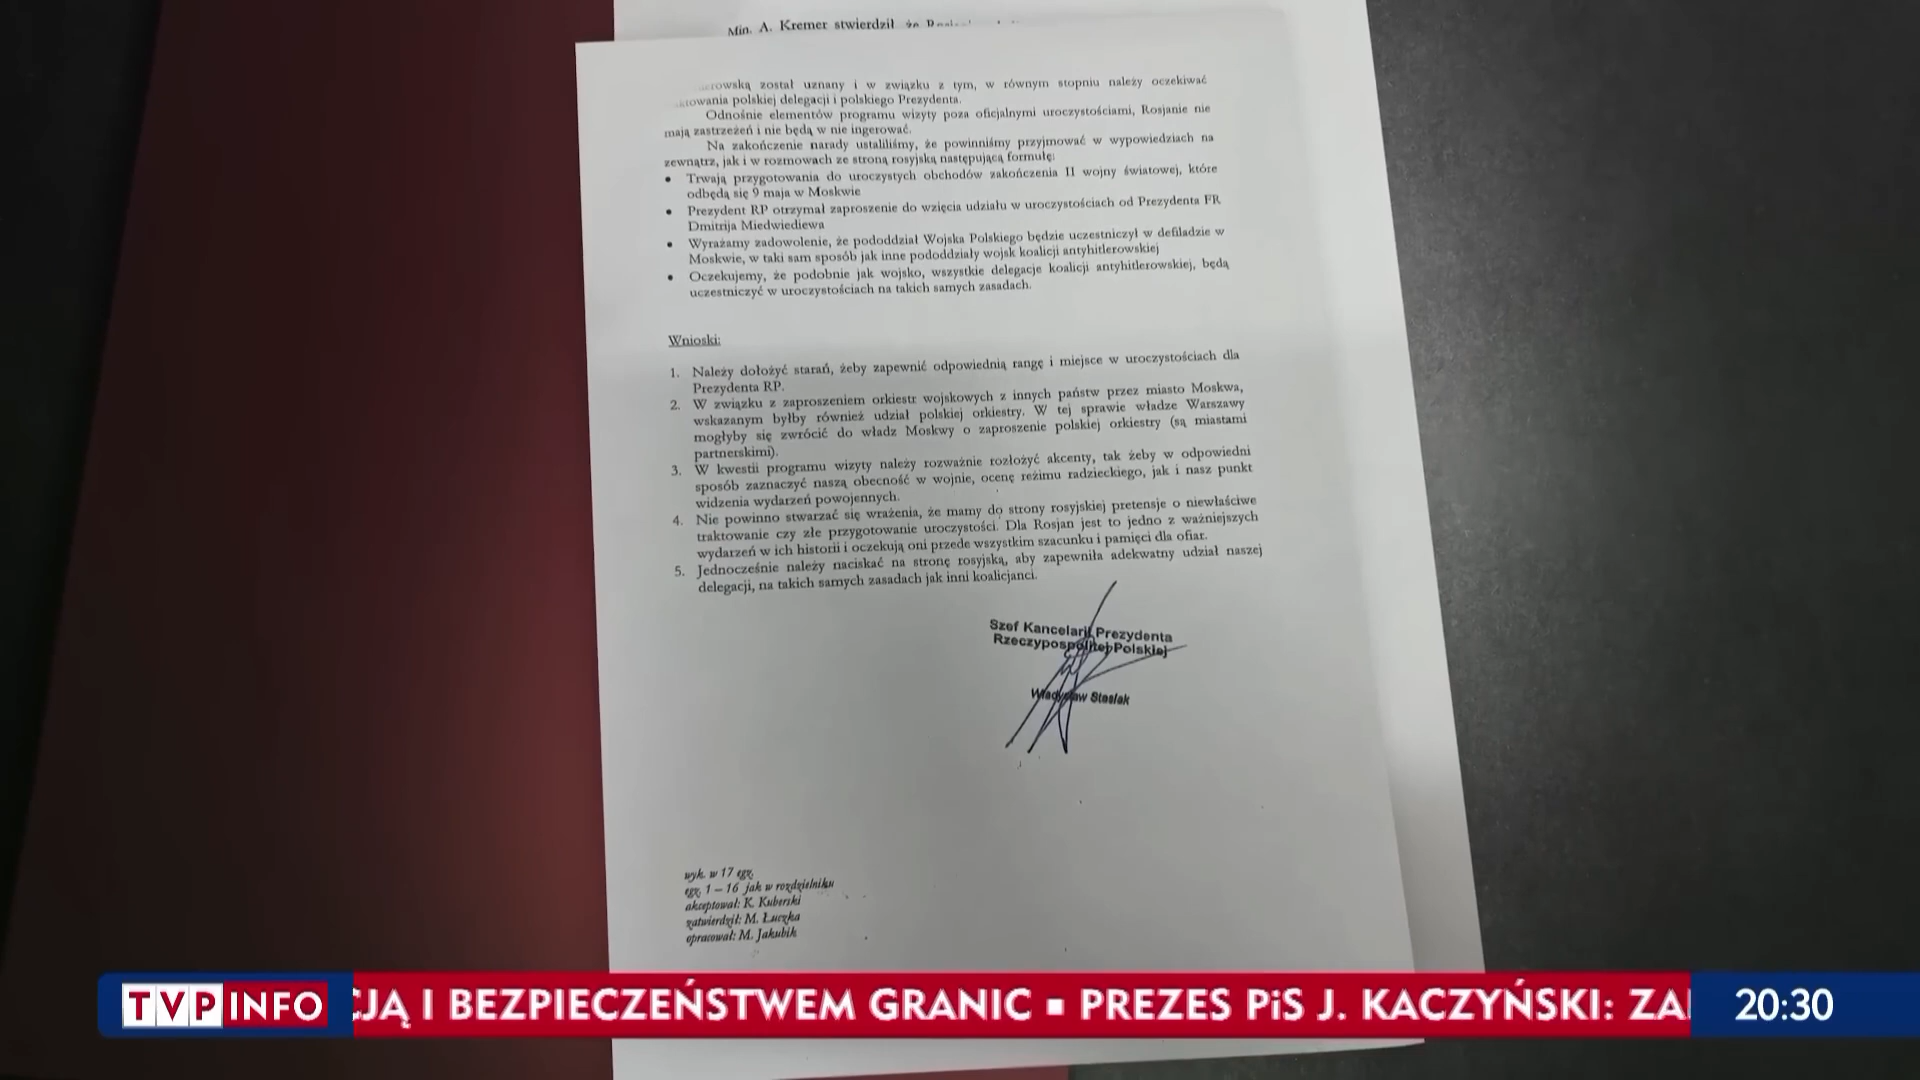 Min. A. Kremer stwierdził, że
został uznany i w związku z tym, w równym stopniu należy oczekiwać
polskiej delegacji i polskiego Prezydenta.
Odnośnie elementów programu wizyty poza oficjalnymi uroczystościami, Rosjanie nie
mają zastrzeżeń i nie będą w nie ingerować.
Na zakończenie narady ustaliliśmy, że powinniśmy przyjmować w wypowiedziach na
zewnątrz, jak i w rozmowach ze stroną rosyjską następującą formułę:
• Trwają przygotowania do uroczystych obchodów zakończenia II wojny światowej, które
odbędą się 9 maja w Moskwie
• Prezydent RP otrzymał zaproszenie do wzięcia udziału w uroczystościach od Prezydenta FR
Dmitrija Miedwiediewa
• Wyrażamy zadowolenie, że pododdział Wojska Polskiego będzie uczestniczył w defiladzie w
Moskwie, w taki sam sposób jak inne pododdziały wojsk koalicji antyhitlerowskiej
• Oczekujemy, że podobnie jak wojsko, wszystkie delegacje koalicji antyhitlerowskiej, będą
uczestniczyć w uroczystościach na takich samych zasadach.
Wnioski:
1. Należy dołożyć starań, żeby zapewnić odpowiednią rangę i miejsce w uroczystościach dla
Prezydenta RP.
2. W związku z zaproszeniem orkiestr wojskowych z innych państw przez miasto Moskwa,
wskazanym byłby również udział polskiej orkiestry. W tej sprawie władze Warszawy
mogłyby się zwrócić do władz Moskwy o zaproszenie polskiej orkiestry (są miastami
partnerskimi).
3. W kwestii programu wizyty należy rozważnie rozłożyć akcenty, tak żeby w odpowiedni
sposób zaznaczyć naszą obecność w wojnie, ocenę reżimu radzieckiego, jak i nasz punkt
widzenia wydarzeń powojennych.
4. Nie powinno stwarzać się wrażenia, że mamy do strony rosyjskiej pretensje o niewłaściwe
traktowanie czy złe przygotowanie uroczystości. Dla Rosjan jest to jedno z ważniejszych
wydarzeń w ich historii i oczekują oni przede wszystkim szacunku i pamięci dla ofiar.
5. Jednocześnie należy naciskać na stronę rosyjską, aby zapewniła adekwatny udział naszej
delegacji, na takich samych zasadach jak inni koalicjanci.
Szef Kancelarii Prezydenta
Rzeczypospolitej Polskiej
Władysław Stasiak
wyk. w 17 egz.
egz. 1 – 16 jak w rozdzielniku
akceptował: K. Kuberski
zatwierdził: M. Łuczka
opracował: M. Jakubik
TVP INFO
CJĄ I BEZPIECZEŃSTWEM GRANIC ▪ PREZES PiS J. KACZYŃSKI: ZA
20:30